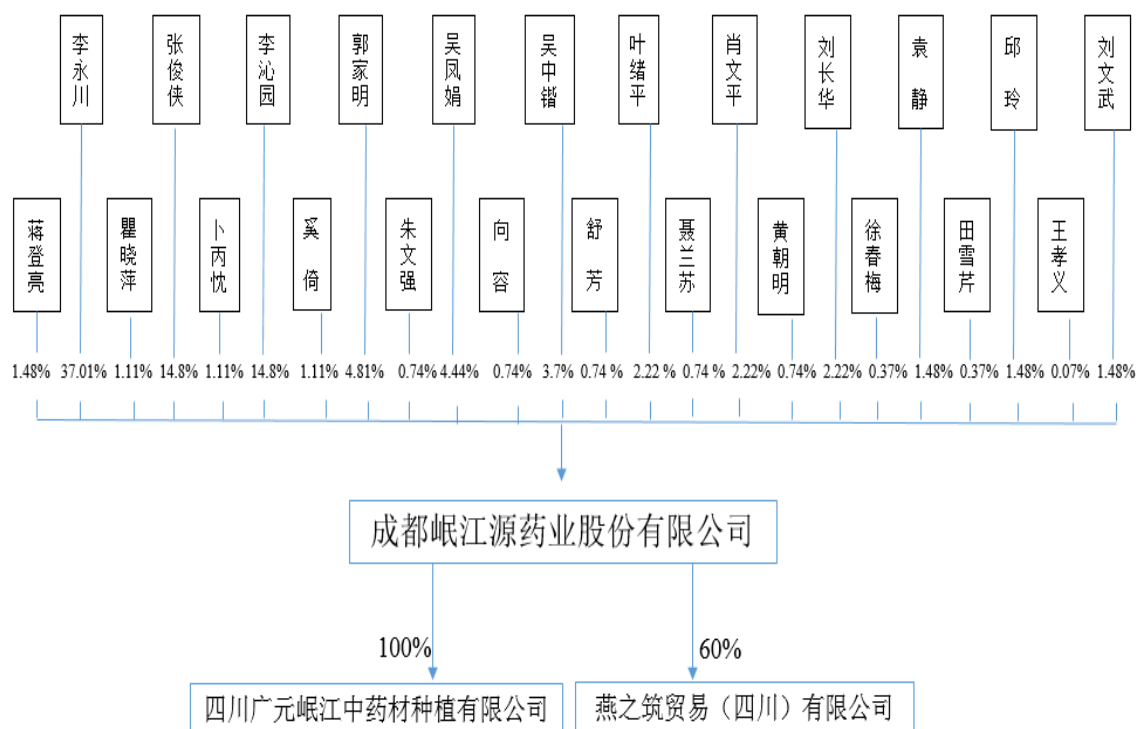 李永川
张俊侠
李沁园
郭家明
吴凤娟
吴中锴
叶绪平
肖文平
刘长华
袁静
邱玲
刘文武
蒋登亮
瞿晓萍
卜丙忱
奚倚
朱文强
向容
舒芳
聂兰苏
黄朝明
徐春梅
田雪芹
王孝义
1.48% 37.01% 1.11% 14.8% 1.11% 14.8% 1.11% 4.81% 0.74% 4.44% 0.74% 3.7% 0.74 % 2.22 % 0.74 % 2.22% 0.74% 2.22% 0.37% 1.48% 0.37% 1.48% 0.07% 1.48%
成都岷江源药业股份有限公司
100% 60%
四川广元岷江中药材种植有限公司
燕之筑贸易（四川）有限公司